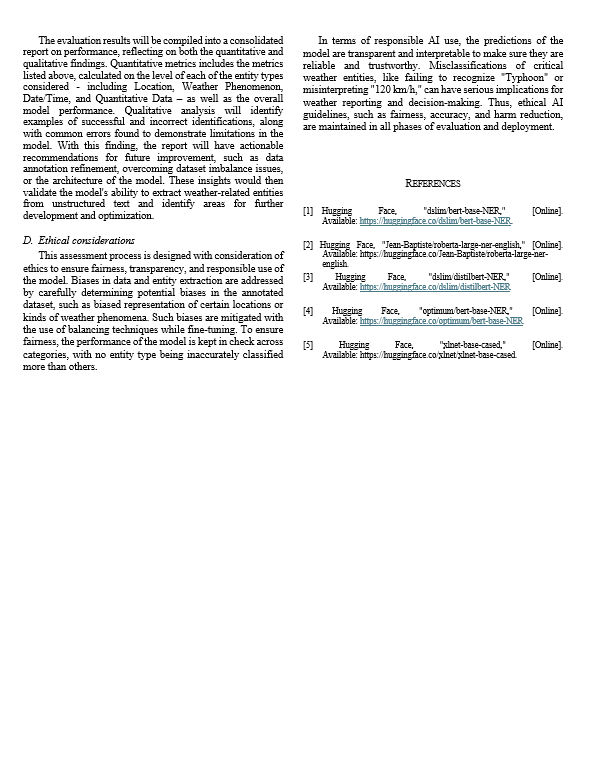 The evaluation results will be compiled into a consolidated
report on performance, reflecting on both the quantitative and
qualitative findings. Quantitative metrics includes the metrics
listed above, calculated on the level of each of the entity types
considered - including Location, Weather Phenomenon,
Date/Time, and Quantitative Data – as well as the overall
model performance. Qualitative analysis will identify
examples of successful and incorrect identifications, along
with common errors found to demonstrate limitations in the
model. With this finding, the report will have actionable
recommendations for future improvement, such as data
annotation refinement, overcoming dataset imbalance issues,
or the architecture of the model. These insights would then
validate the model's ability to extract weather-related entities
from unstructured text and identify areas for further
development and optimization.
D. Ethical considerations
This assessment process is designed with consideration of
ethics to ensure fairness, transparency, and responsible use of
the model. Biases in data and entity extraction are addressed
by carefully determining potential biases in the annotated
dataset, such as biased representation of certain locations or
kinds of weather phenomena. Such biases are mitigated with
the use of balancing techniques while fine-tuning. To ensure
fairness, the performance of the model is kept in check across
categories, with no entity type being inaccurately classified
more than others.
In terms of responsible AI use, the predictions of the
model are transparent and interpretable to make sure they are
reliable and trustworthy. Misclassifications of critical
weather entities, like failing to recognize "Typhoon" or
misinterpreting "120 km/h," can have serious implications for
weather reporting and decision-making. Thus, ethical AI
guidelines, such as fairness, accuracy, and harm reduction,
are maintained in all phases of evaluation and deployment.
REFERENCES
[1] Hugging Face, "dslim/bert-base-NER," [Online].
Available: https://huggingface.co/dslim/bert-base-NER.
[2] Hugging Face, "Jean-Baptiste/roberta-large-ner-english," [Online].
Available: https://huggingface.co/Jean-Baptiste/roberta-large-ner-
english.
[3] Hugging Face, "dslim/distilbert-NER," [Online].
Available: https://huggingface.co/dslim/distilbert-NER
[4] Hugging Face, "optimum/bert-base-NER," [Online].
Available: https://huggingface.co/optimum/bert-base-NER
[5] Hugging Face, "xlnet-base-cased," [Online].
Available: https://huggingface.co/xlnet/xlnet-base-cased.